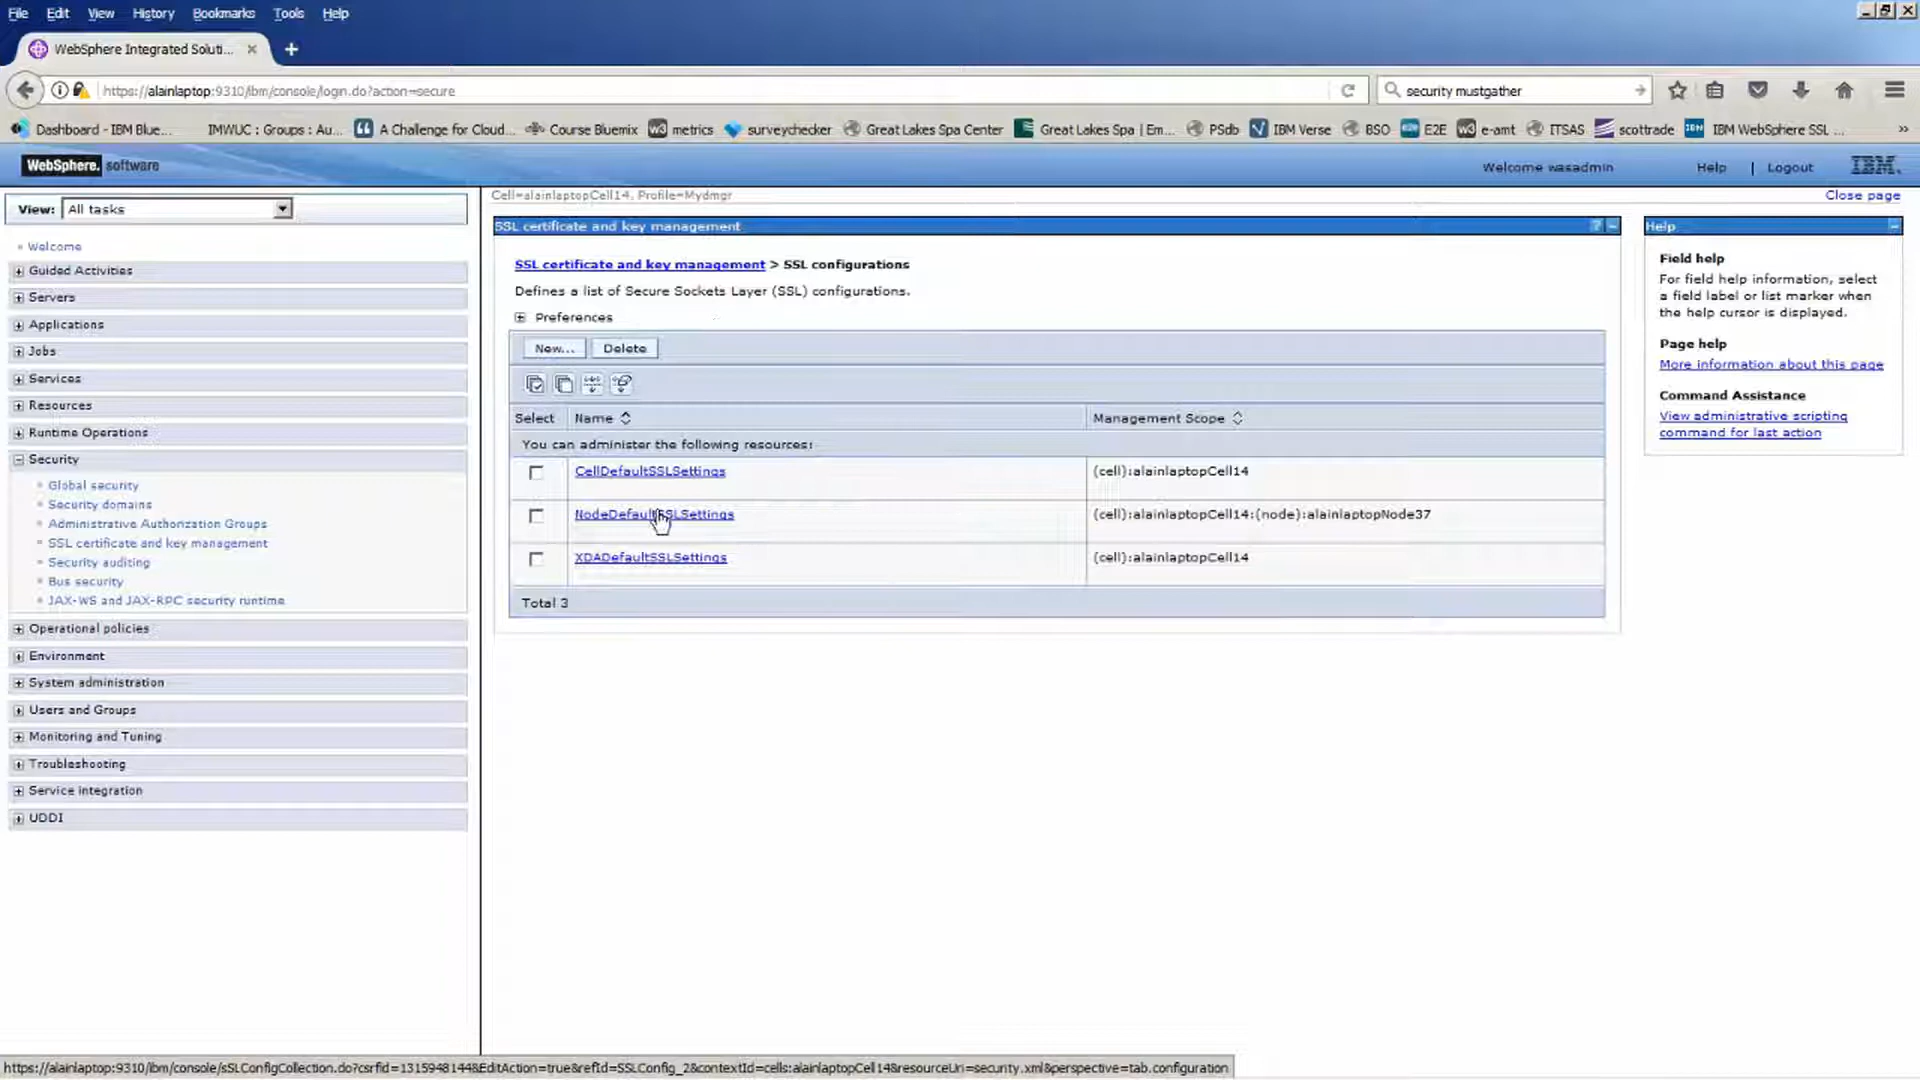 File Edit View History Bookmarks Tools Help
WebSphere Integrated Soluti...
https://alainlaptop:9310/ibm/console/login.do?action=secure
security mustgather
Dashboard - IBM Blue... IMWUC : Groups : Au... A Challenge for Cloud... Course Bluemix metrics surveychecker Great Lakes Spa Center Great Lakes Spa | Em... PSdb IBM Verse BSO E2E e-amt ITSAS scottrade IBM WebSphere SSL ...
WebSphere. software
Welcome wasadmin Help | Logout IBM.
View: All tasks
Welcome
Guided Activities
Servers
Applications
Jobs
Services
Resources
Runtime Operations
Security
Global security
Security domains
Administrative Authorization Groups
SSL certificate and key management
Security auditing
Bus security
JAX-WS and JAX-RPC security runtime
Operational policies
Environment
System administration
Users and Groups
Monitoring and Tuning
Troubleshooting
Service integration
UDDI
Cell=alainlaptopCell14, Profile=Mydmgr
Close page
SSL certificate and key management
SSL certificate and key management > SSL configurations
Defines a list of Secure Sockets Layer (SSL) configurations.
Preferences
New... Delete
Select Name Management Scope
You can administer the following resources:
CellDefaultSSLSettings (cell):alainlaptopCell14
NodeDefaultSSLSettings (cell):alainlaptopCell14:(node):alainlaptopNode37
XDADefaultSSLSettings (cell):alainlaptopCell14
Total 3
Help
Field help
For field help information, select
a field label or list marker when
the help cursor is displayed.
Page help
More information about this page
Command Assistance
View administrative scripting
command for last action
https://alainlaptop:9310/ibm/console/sSLConfigCollection.do?csrfid=1315948144&EditAction=true&refId=SSLConfig_2&contextId=cells:alainlaptopCell14&resourceUri=security.xml&perspective=tab.configuration